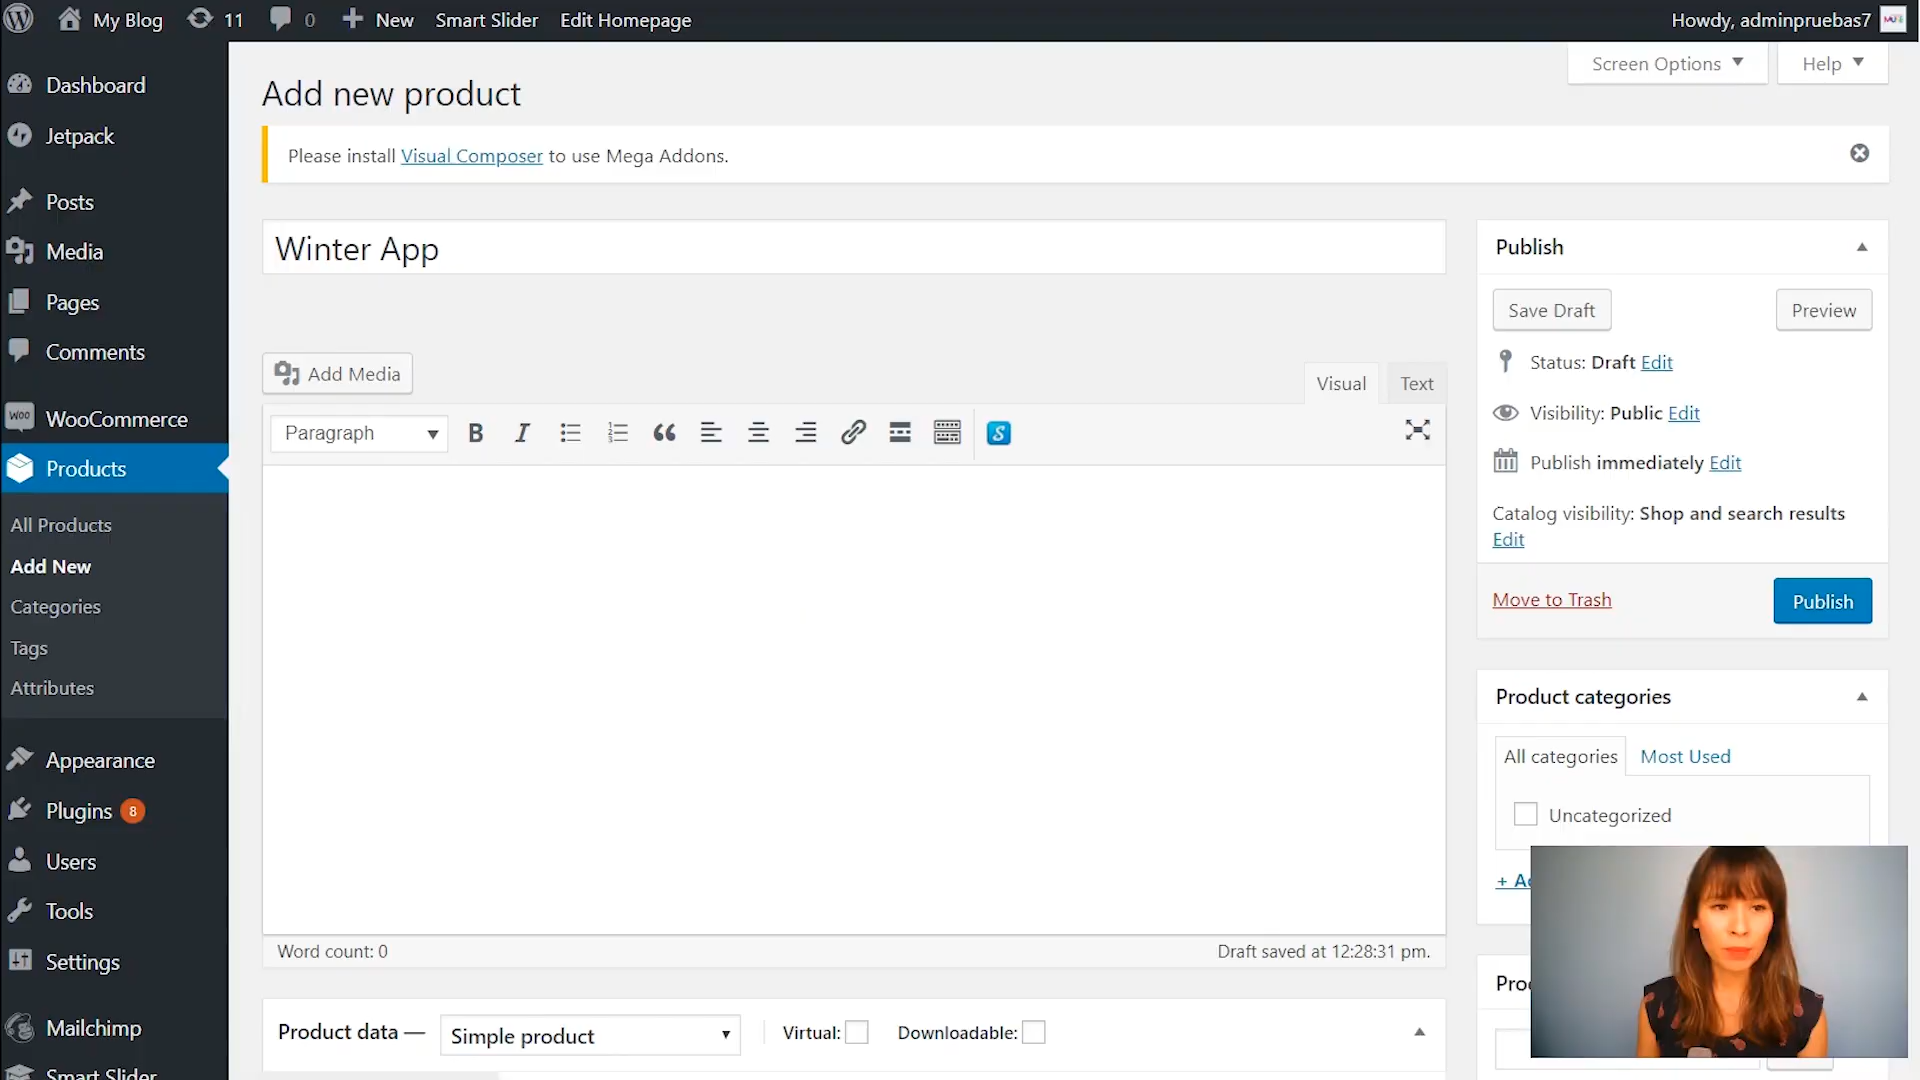 My Blog 11 0 New Smart Slider Edit Homepage Howdy, adminpruebas7
Screen Options Help
Dashboard
Jetpack
Posts
Media
Pages
Comments
WOO WooCommerce
Products
All Products
Add New
Categories
Tags
Attributes
Appearance
Plugins 8
Users
Tools
Settings
Mailchimp
Smart Slider
Add new product
Please install Visual Composer to use Mega Addons.
Winter App
Add Media
Visual Text
Paragraph
Word count: 0 Draft saved at 12:28:31 pm.
Product data — Simple product Virtual: Downloadable:
Publish
Save Draft Preview
Status: Draft Edit
Visibility: Public Edit
Publish immediately Edit
Catalog visibility: Shop and search results
Edit
Move to Trash Publish
Product categories
All categories Most Used
Uncategorized